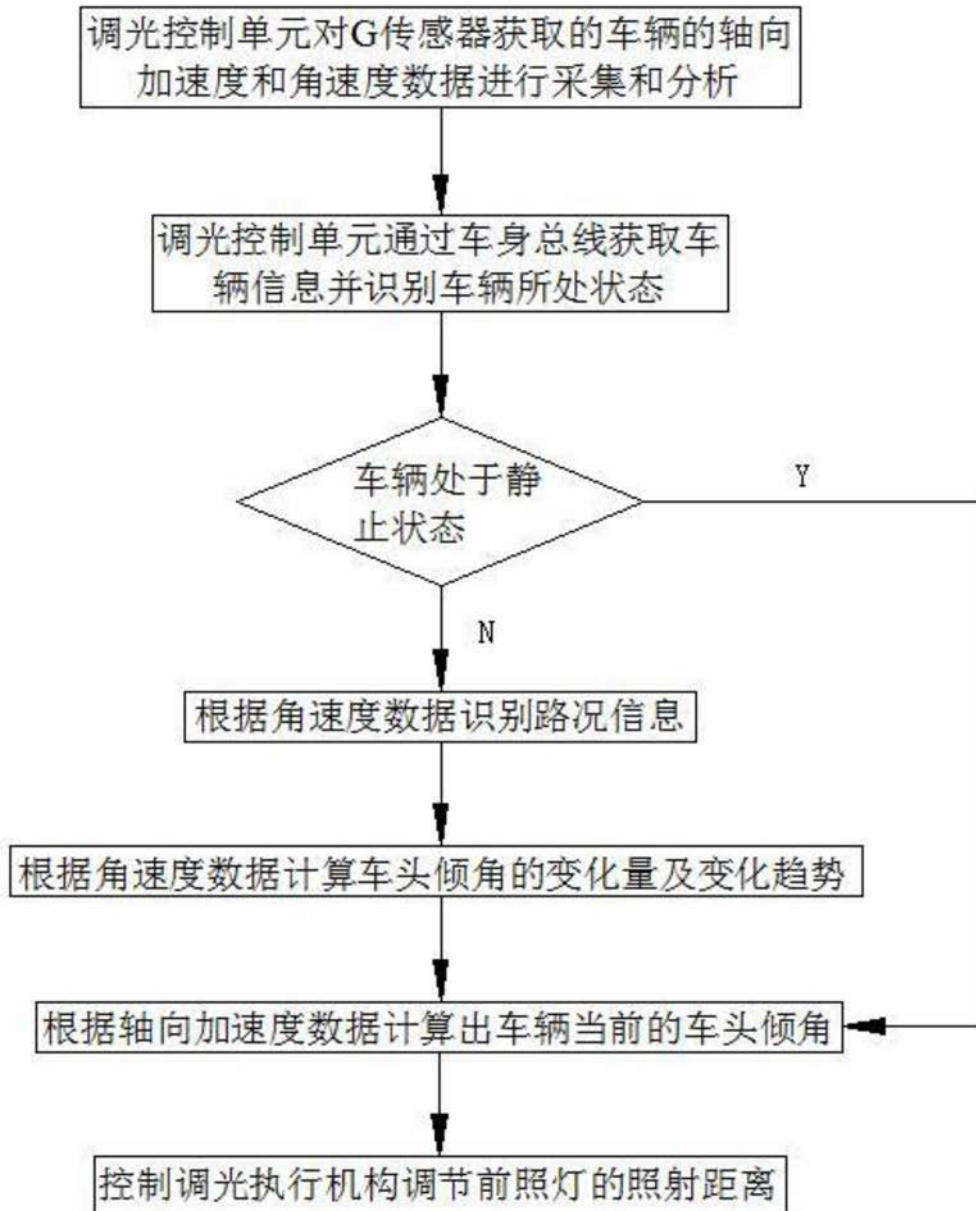 调光控制单元对G传感器获取的车辆的轴向
加速度和角速度数据进行采集和分析
调光控制单元通过车身总线获取车
辆信息并识别车辆所处状态
车辆处于静
止状态
Y
N
根据角速度数据识别路况信息
根据角速度数据计算车头倾角的变化量及变化趋势
根据轴向加速度数据计算出车辆当前的车头倾角
控制调光执行机构调节前照灯的照射距离